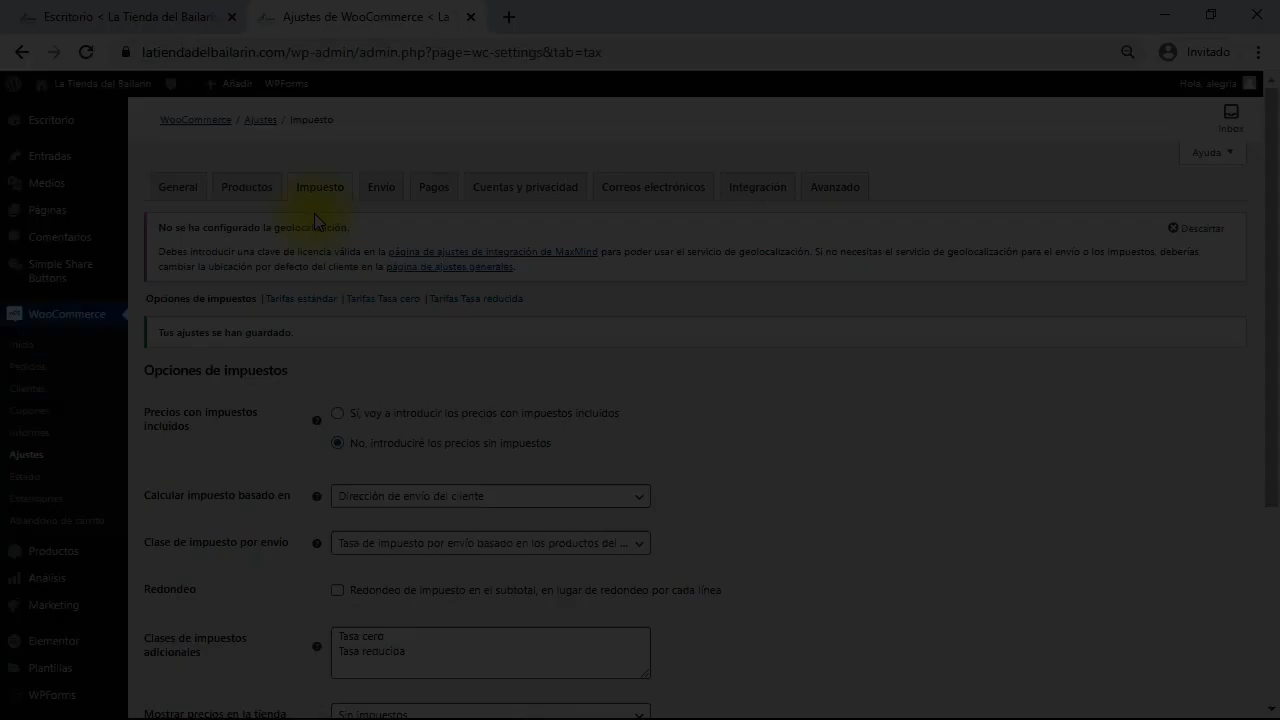 Escritorio < La Tienda del Bailarín
Ajustes de WooCommerce < La
latiendadelbailarin.com/wp-admin/admin.php?page=wc-settings&tab=tax
Invitado
La Tienda del Bailarin
Añadir
WPForms
Hola, alegria
Escritorio
Entradas
Medios
Páginas
Comentarios
Simple Share
Buttons
WooCommerce
Inicio
Pedidos
Clientes
Cupones
Informes
Ajustes
Estado
Extensiones
Abandono de carrito
Productos
Análisis
Marketing
Elementor
Plantillas
WPForms
WooCommerce / Ajustes / Impuesto
Inbox
Ayuda
General
Productos
Impuesto
Envío
Pagos
Cuentas y privacidad
Correos electrónicos
Integración
Avanzado
No se ha configurado la geolocalización.
Descartar
Debes introducir una clave de licencia válida en la página de ajustes de integración de MaxMind para poder usar el servicio de geolocalización. Si no necesitas el servicio de geolocalización para el envío o los impuestos, deberías
cambiar la ubicación por defecto del cliente en la página de ajustes generales.
Opciones de impuestos | Tarifas estándar | Tarifas Tasa cero | Tarifas Tasa reducida
Tus ajustes se han guardado.
Opciones de impuestos
Precios con impuestos
incluidos
Sí, voy a introducir los precios con impuestos incluidos
No, introduciré los precios sin impuestos
Calcular impuesto basado en
Dirección de envío del cliente
Clase de impuesto por envío
Tasa de impuesto por envío basado en los productos del ...
Redondeo
Redondeo de impuesto en el subtotal, en lugar de redondeo por cada línea
Clases de impuestos
adicionales
Tasa cero
Tasa reducida
Mostrar precios en la tienda
Sin impuestos